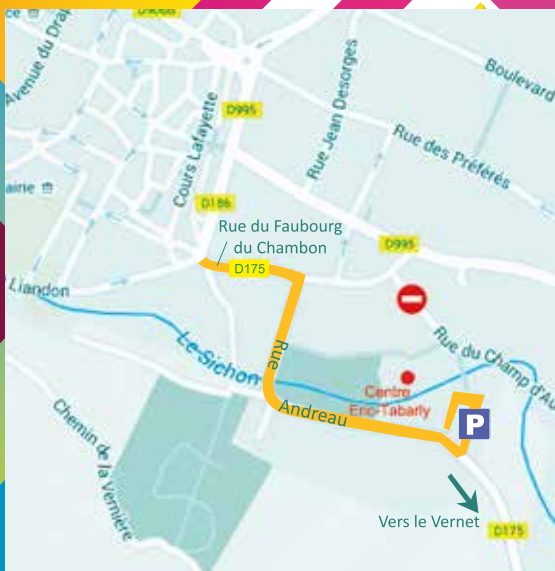 Avenue du Drap
D906B
D995
Boulevard
Rue Jean Desorges
Rue des Préférés
Cours Lafayette
airie
D186
Rue du Faubourg
du Chambon
D175
D995
Liandon
Le Sichon
Rue
Andreau
Centre
Eric-Tabarly
Rue du Champ d'Au
P
Chemin de
la Vernière
Vers le Vernet
D175